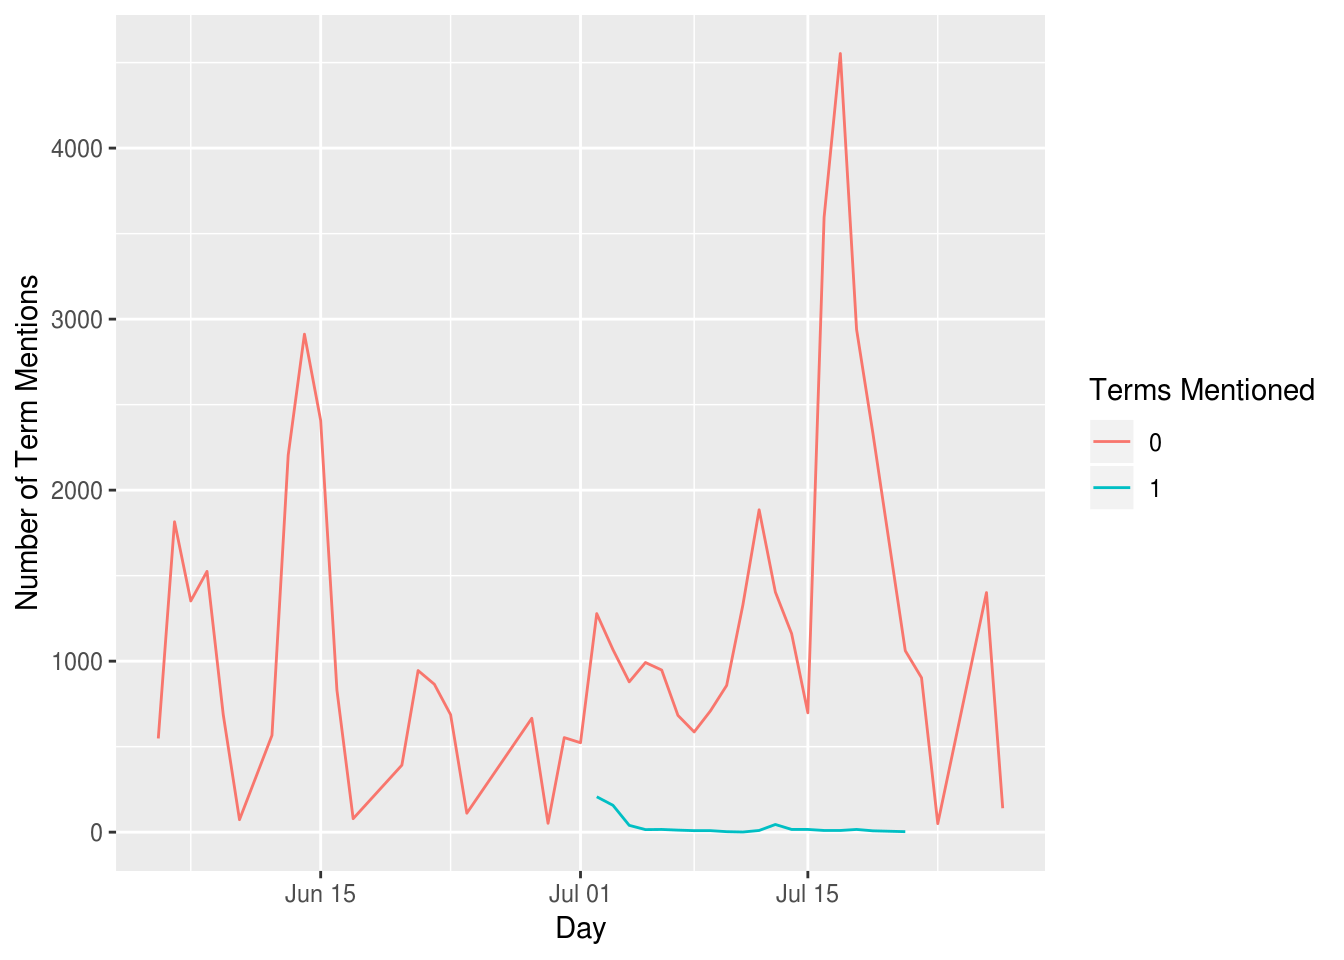 Number of Term Mentions
4000
3000
2000
1000
0
Jun 15
Jul 01
Jul 15
Day
Terms Mentioned
0
1